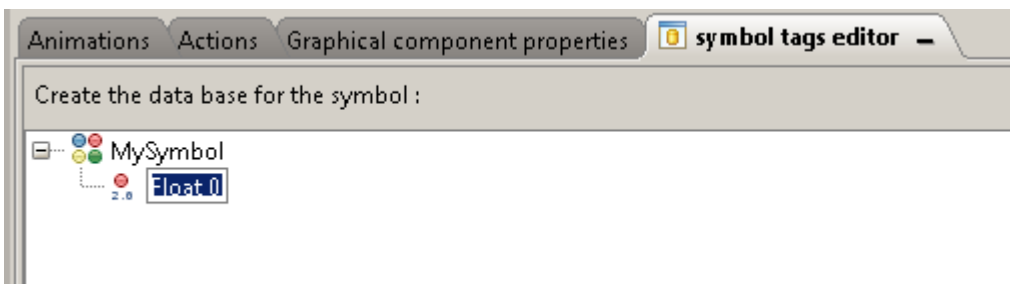 Animations Actions Graphical component properties symbol tags editor
Create the data base for the symbol :
MySymbol
2.0 Float 0